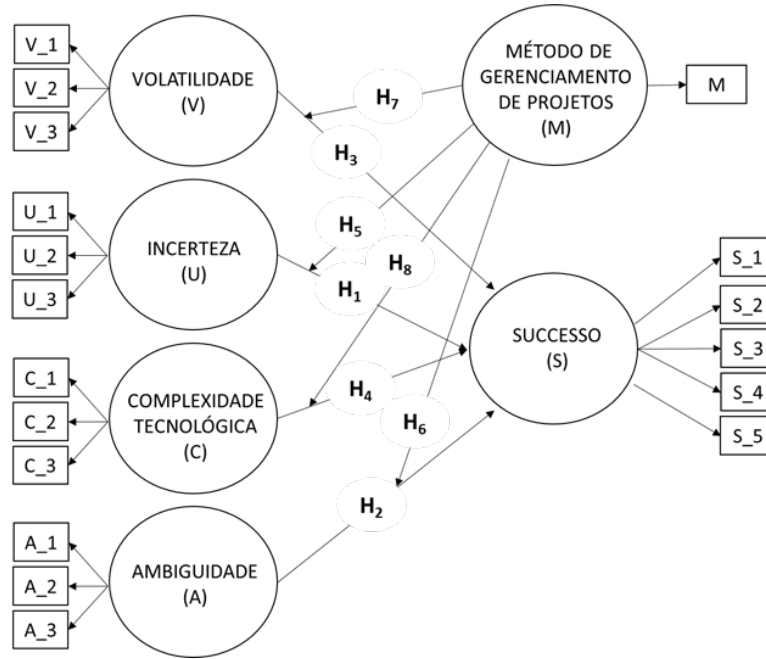 V_1
V_2
V_3
VOLATILIDADE
(V)
MÉTODO DE
GERENCIAMENTO
DE PROJETOS
(M)
M
H₇
H₃
U_1
U_2
U_3
INCERTEZA
(U)
H₅
H₈
H₁
S_1
S_2
S_3
S_4
S_5
SUCCESSO
(S)
C_1
C_2
C_3
COMPLEXIDADE
TECNOLÓGICA
(C)
H₄
H₆
H₂
A_1
A_2
A_3
AMBIGUIDADE
(A)